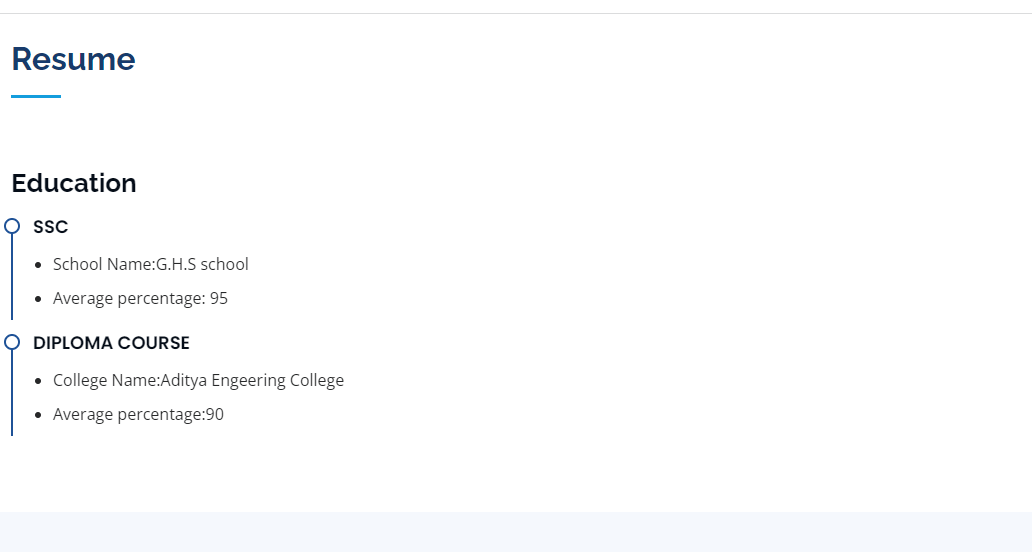 Resume
Education
SSC
School Name:G.H.S school
Average percentage: 95
DIPLOMA COURSE
College Name:Aditya Engeering College
Average percentage:90